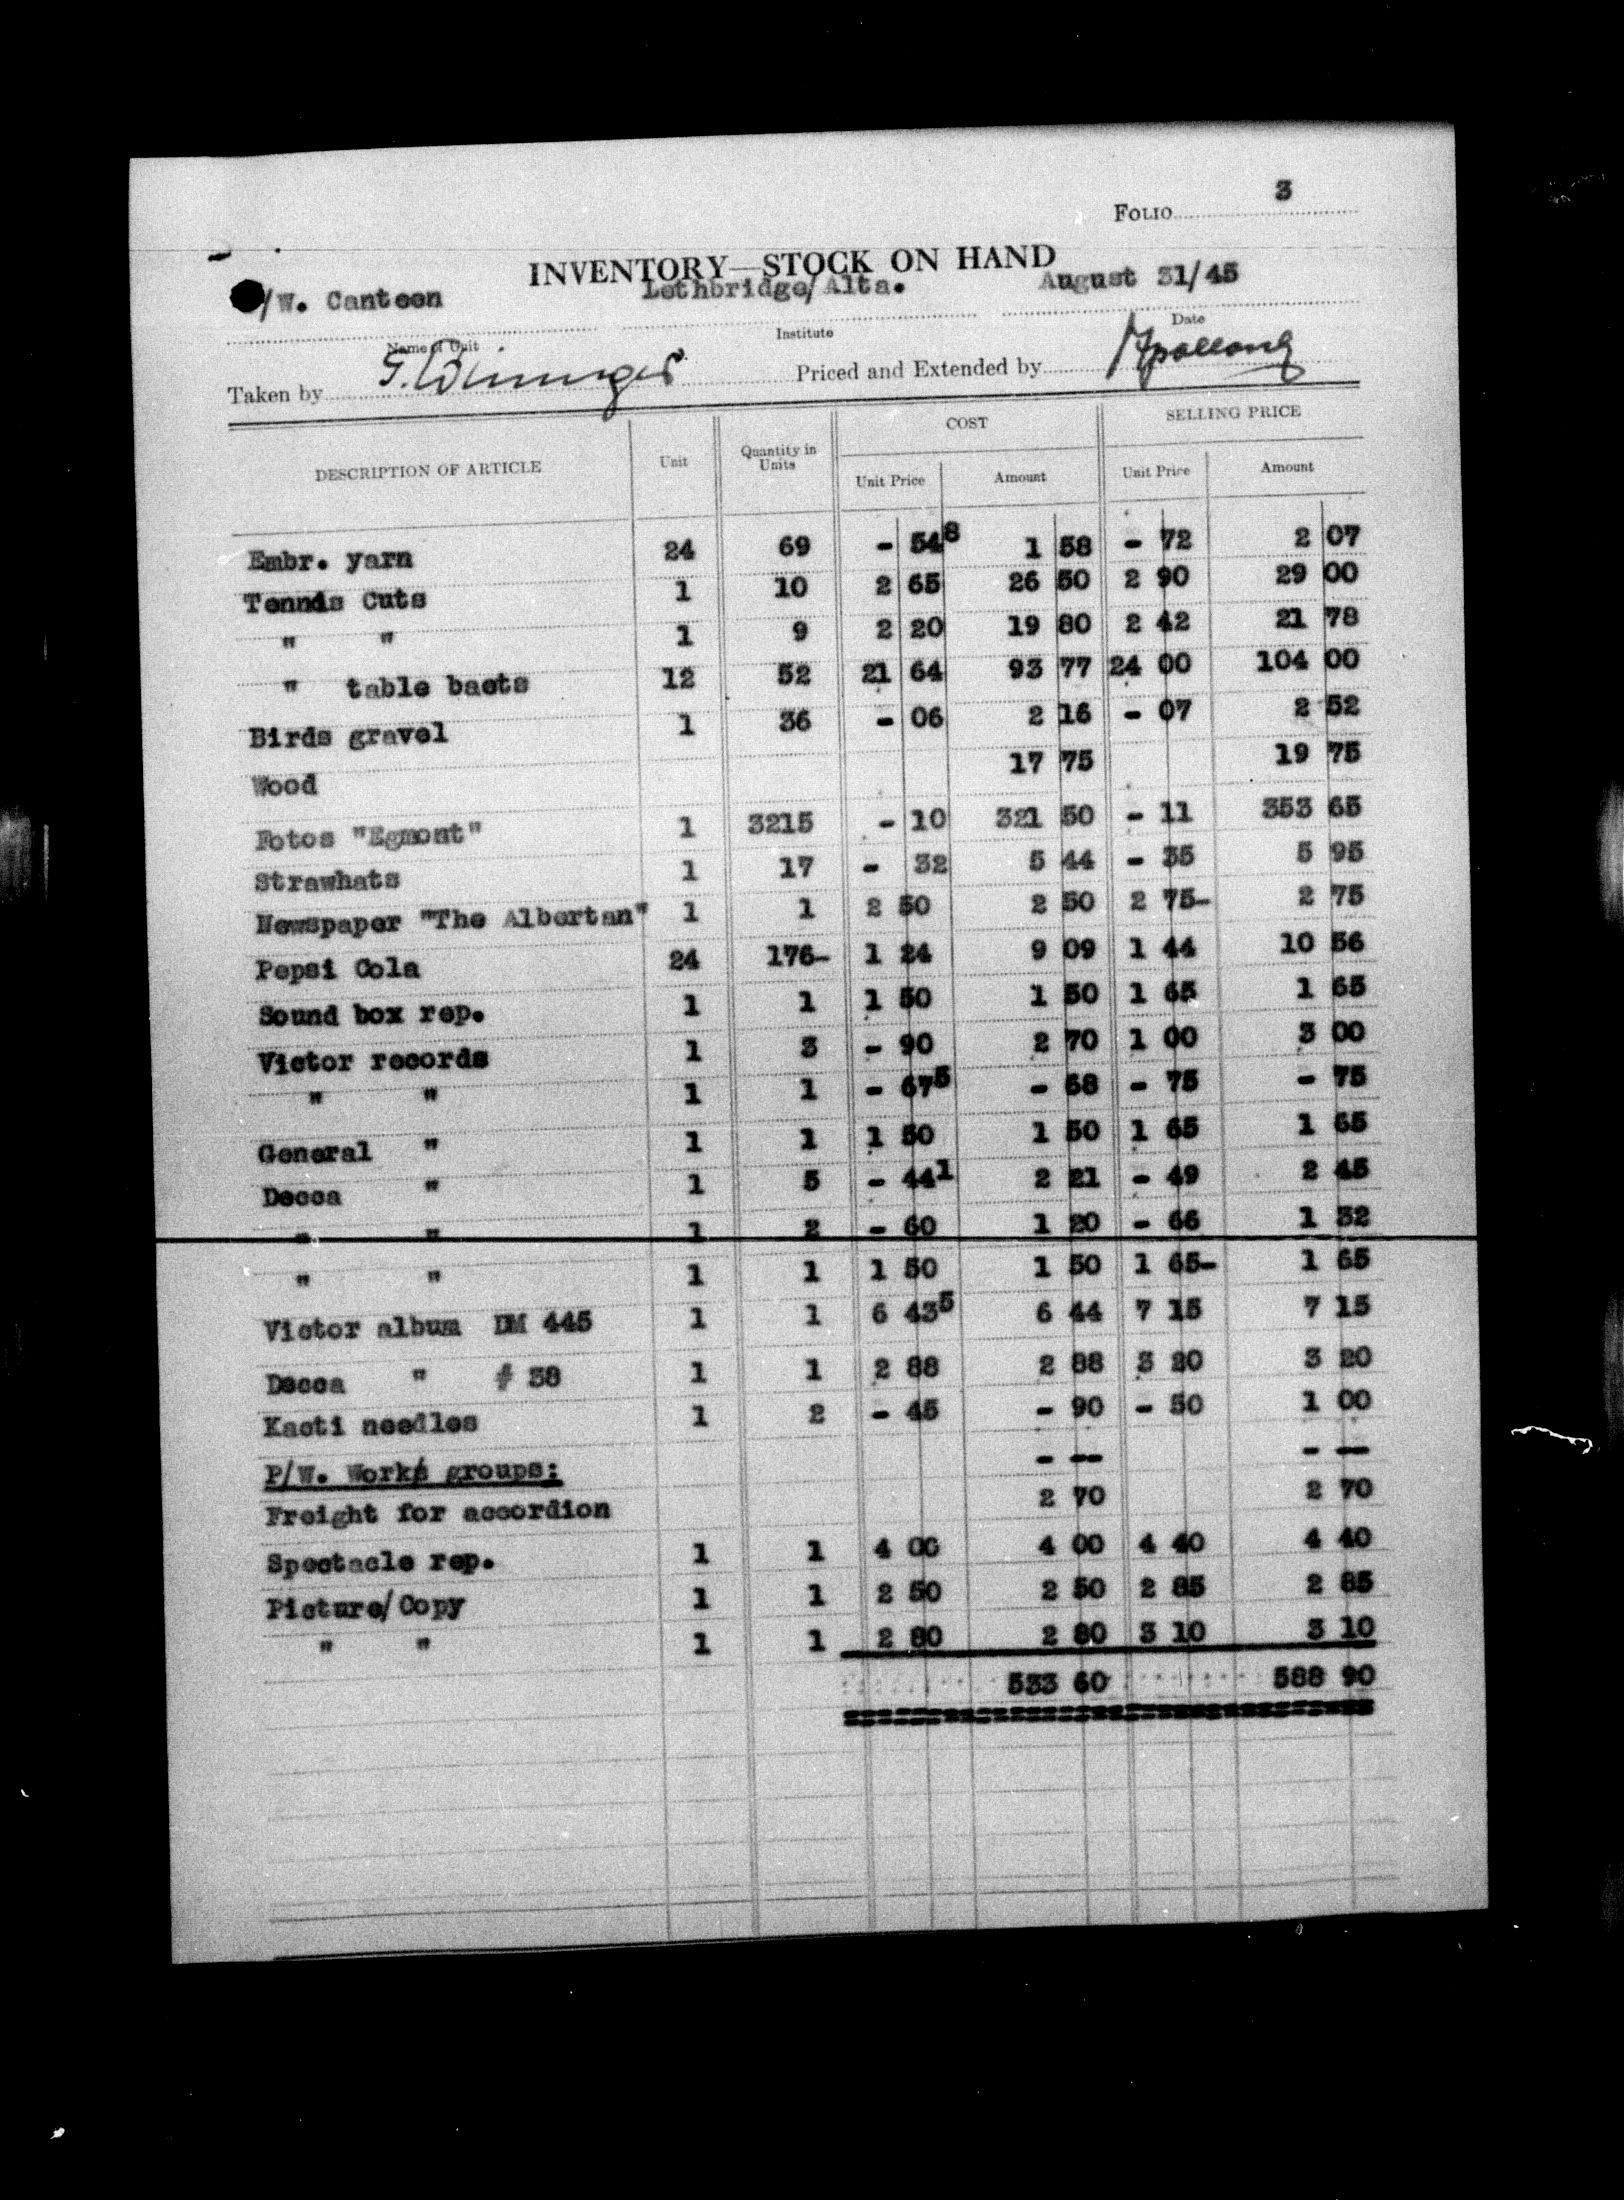 FOLIO 3
INVENTORY—STOCK ON HAND
/W. Canteen Lethbridge/Alta. August 31/45
Name of Unit Institute Date
Taken by Priced and Extended by
DESCRIPTION OF ARTICLE Unit Quantity in Units COST SELLING PRICE
Unit Price Amount Unit Price Amount
Embr. yarn 24 69 - 54⁸ 1 58 - 72 2 07
Tennis Cuts 1 10 2 65 26 50 2 90 29 00
" " 1 9 2 20 19 80 2 42 21 78
" table baets 12 52 21 64 93 77 24 00 104 00
Birds gravel 1 36 - 06 2 16 - 07 2 52
Wood 17 75 19 75
Fotos "Egmont" 1 3215 - 10 321 50 - 11 353 65
Strawhats 1 17 - 32 5 44 - 35 5 95
Newspaper "The Albertan" 1 1 2 50 2 50 2 75- 2 75
Pepsi Cola 24 176- 1 24 9 09 1 44 10 56
Sound box rep. 1 1 1 50 1 50 1 65 1 65
Victor records 1 3 - 90 2 70 1 00 3 00
" " 1 1 - 67⁵ - 68 - 75 - 75
General " 1 1 1 50 1 50 1 65 1 65
Decca " 1 5 - 44¹ 2 21 - 49 2 45
" " 1 2 - 60 1 20 - 66 1 32
" " 1 1 1 50 1 50 1 65- 1 65
Victor album DM 445 1 1 6 43⁵ 6 44 7 15 7 15
Decca " # 38 1 1 2 88 2 88 3 20 3 20
Kacti needles 1 2 - 45 - 90 - 50 1 00
P/W. Works groups: - -- - --
Freight for accordion 2 70 2 70
Spectacle rep. 1 1 4 00 4 00 4 40 4 40
Picture/Copy 1 1 2 50 2 50 2 85 2 85
" " 1 1 2 80 2 80 3 10 3 10
533 60 588 90